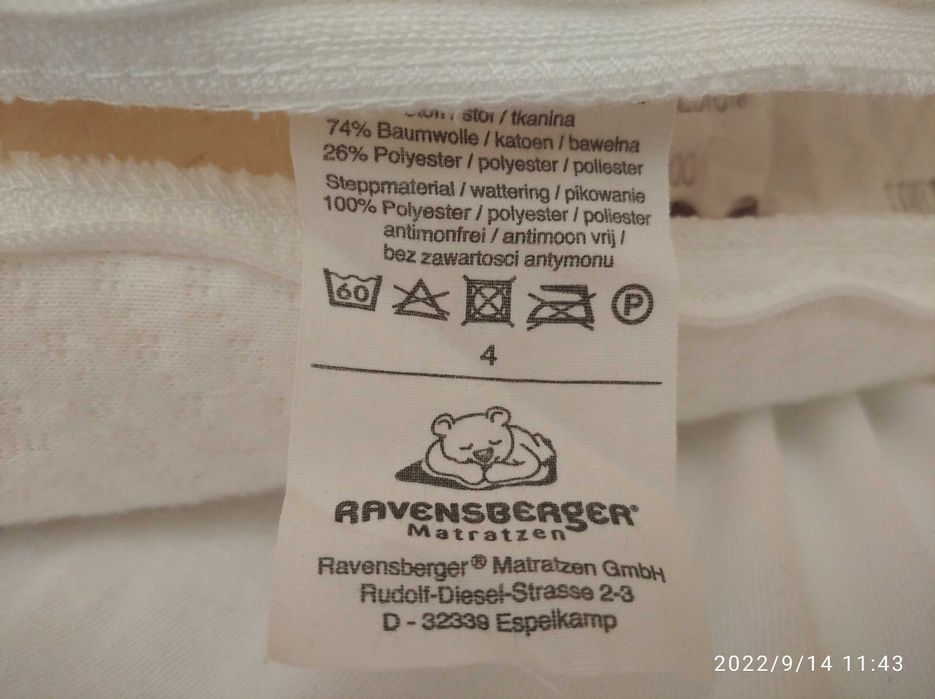 stof / tkanina
74% Baumwolle / katoen / bawełna
26% Polyester / polyester / poliester
Steppmaterial / wattering / pikowanie
100% Polyester / polyester / poliester
antimonfrei / antimoon vrij /
bez zawartosci antymonu
60 P
4
RAVENSBERGER®
Matratzen
Ravensberger® Matratzen GmbH
Rudolf-Diesel-Strasse 2-3
D - 32339 Espelkamp
2022/9/14 11:43